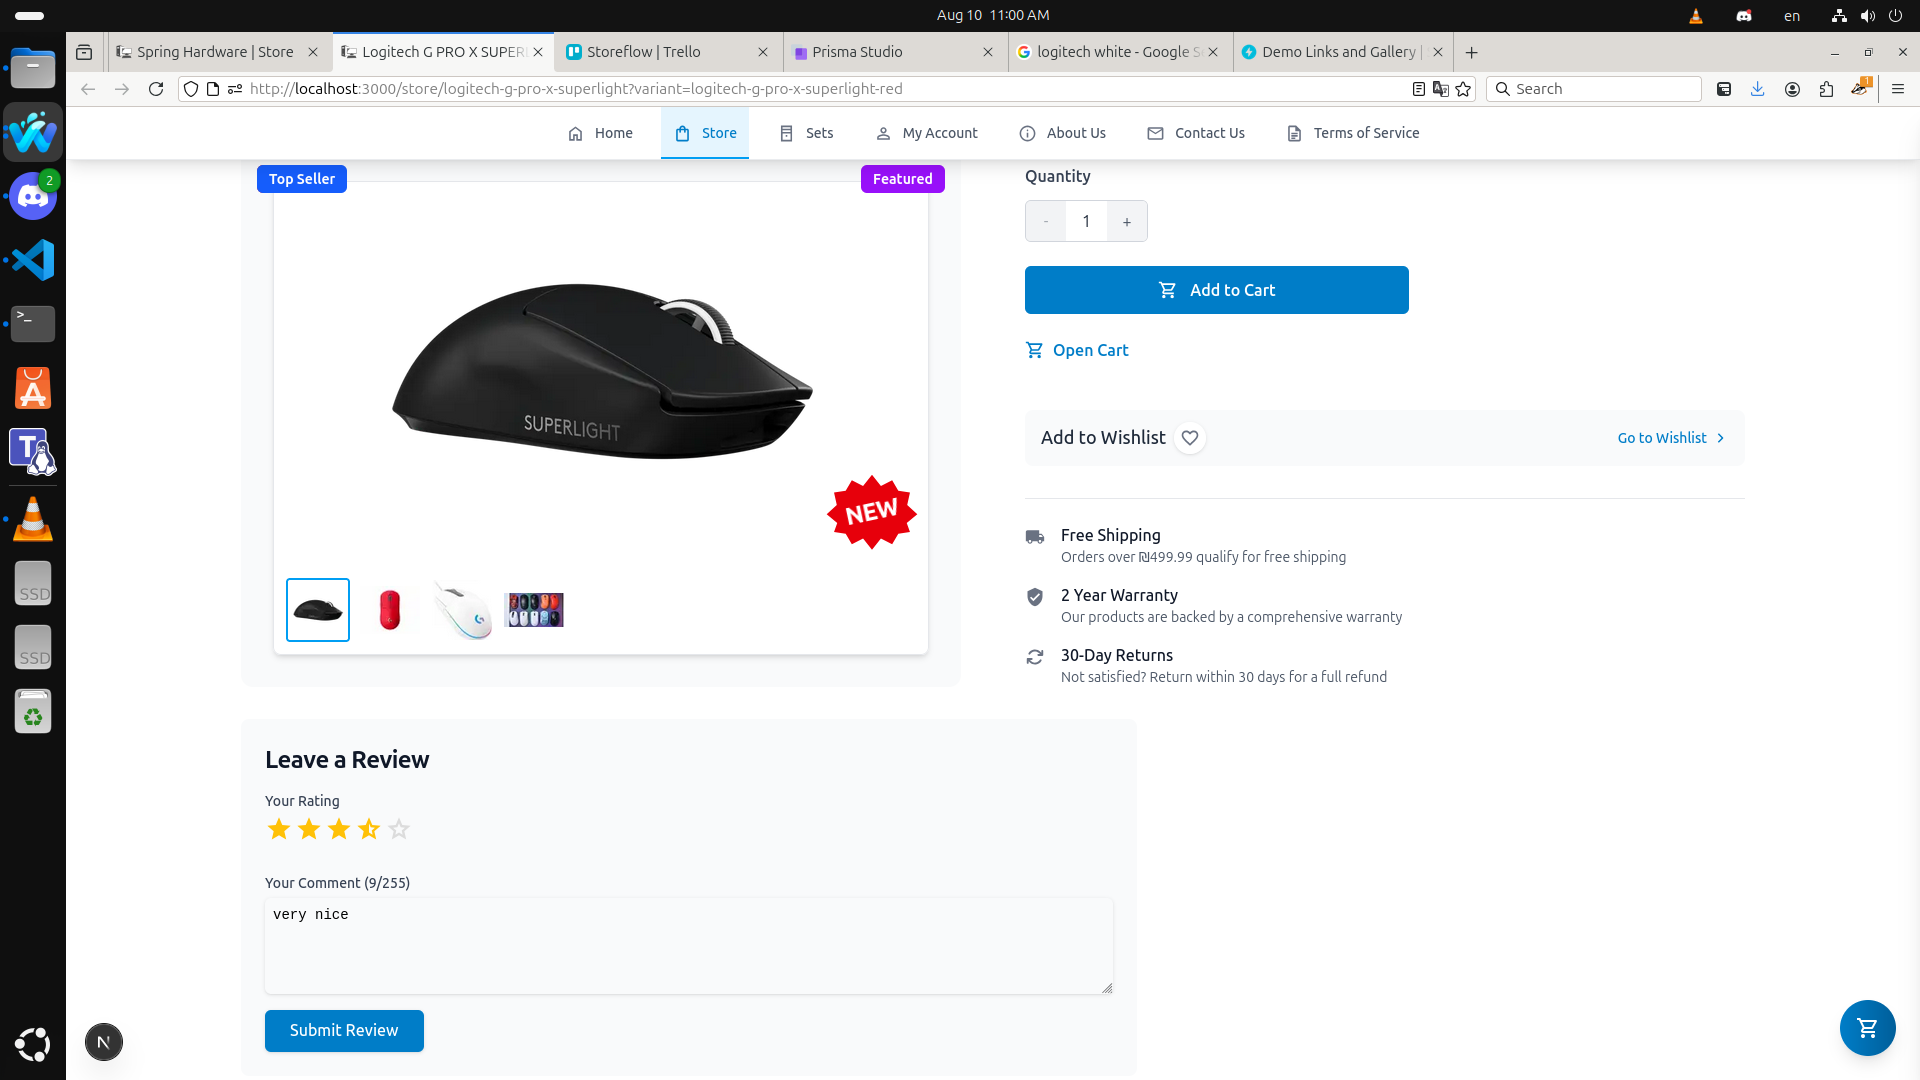 Aug 10 11:00 AM
en
Spring Hardware | Store
Logitech G PRO X SUPERL
Storeflow | Trello
Prisma Studio
logitech white - Google S
Demo Links and Gallery |
http://localhost:3000/store/logitech-g-pro-x-superlight?variant=logitech-g-pro-x-superlight-red
Search
1
2
Home
Store
Sets
My Account
About Us
Contact Us
Terms of Service
Top Seller
Featured
SUPERLIGHT
NEW
Quantity
- 1 +
Add to Cart
Open Cart
Add to Wishlist
Go to Wishlist
Free Shipping
Orders over ₪499.99 qualify for free shipping
2 Year Warranty
Our products are backed by a comprehensive warranty
30-Day Returns
Not satisfied? Return within 30 days for a full refund
Leave a Review
Your Rating
Your Comment (9/255)
very nice
Submit Review
N
>_
A
T
SSD
SSD